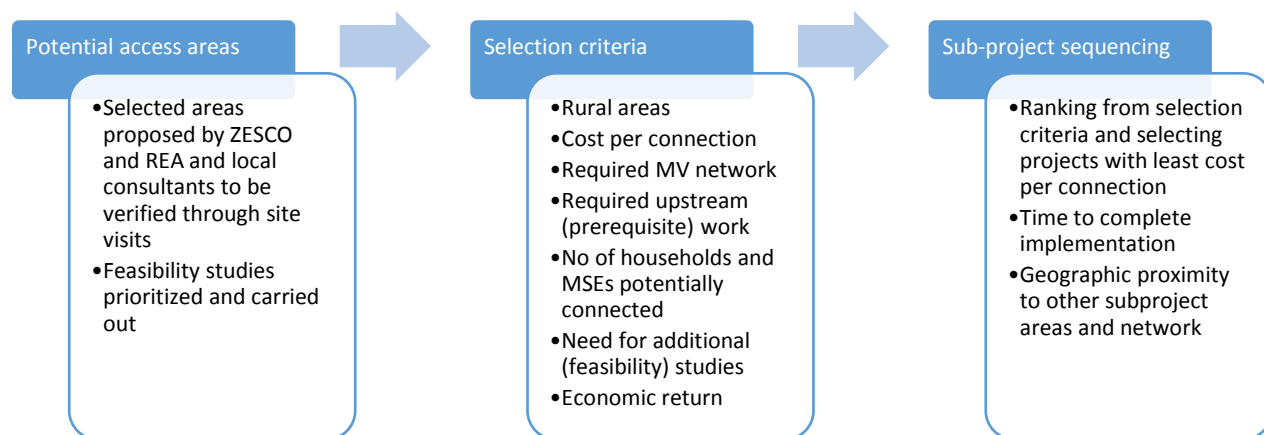 Potential access areas
•Selected areas
proposed by ZESCO
and REA and local
consultants to be
verified through site
visits
•Feasibility studies
prioritized and carried
out
Selection criteria
•Rural areas
•Cost per connection
•Required MV network
•Required upstream
(prerequisite) work
•No of households and
MSEs potentially
connected
•Need for additional
(feasibility) studies
•Economic return
Sub-project sequencing
•Ranking from selection
criteria and selecting
projects with least cost
per connection
•Time to complete
implementation
•Geographic proximity
to other subproject
areas and network